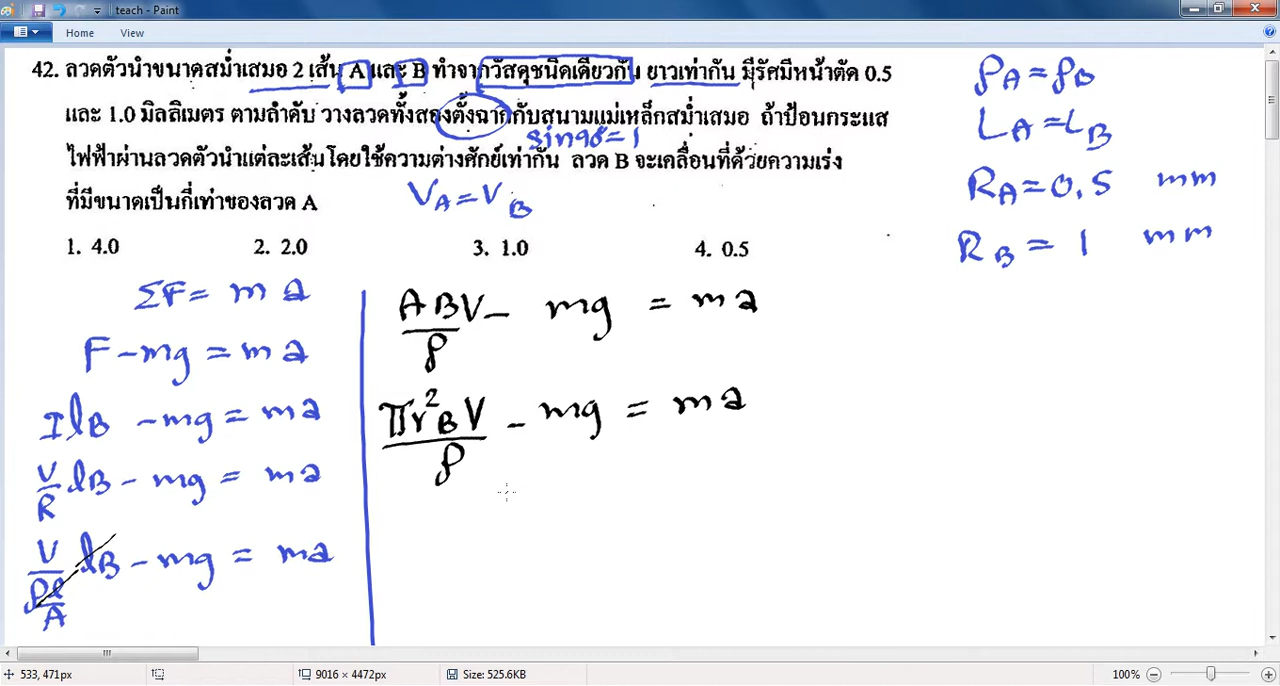 teach - Paint
Home View
42. ลวดตัวนำขนาดสม่ำเสมอ 2 เส้น A และ B ทำจากวัสดุชนิดเดียวกัน ยาวเท่ากัน มีรัศมีหน้าตัด 0.5
และ 1.0 มิลลิเมตร ตามลำดับ วางลวดทั้งสองตั้งฉากกับสนามแม่เหล็กสม่ำเสมอ ถ้าป้อนกระแส
sin90=1
ไฟฟ้าผ่านลวดตัวนำแต่ละเส้นโดยใช้ความต่างศักย์เท่ากัน ลวด B จะเคลื่อนที่ด้วยความเร่ง
ที่มีขนาดเป็นกี่เท่าของลวด A
V_A = V_B
1. 4.0 2. 2.0 3. 1.0 4. 0.5
ρ_A = ρ_B
L_A = L_B
R_A = 0.5 mm
R_B = 1 mm
ΣF = ma
F - mg = ma
IlB - mg = ma
V/R lB - mg = ma
V/(ρl/A) lB - mg = ma
ABV/ρ - mg = ma
πr²BV/ρ - mg = ma
533, 471px 9016 × 4472px Size: 525.6KB 100%